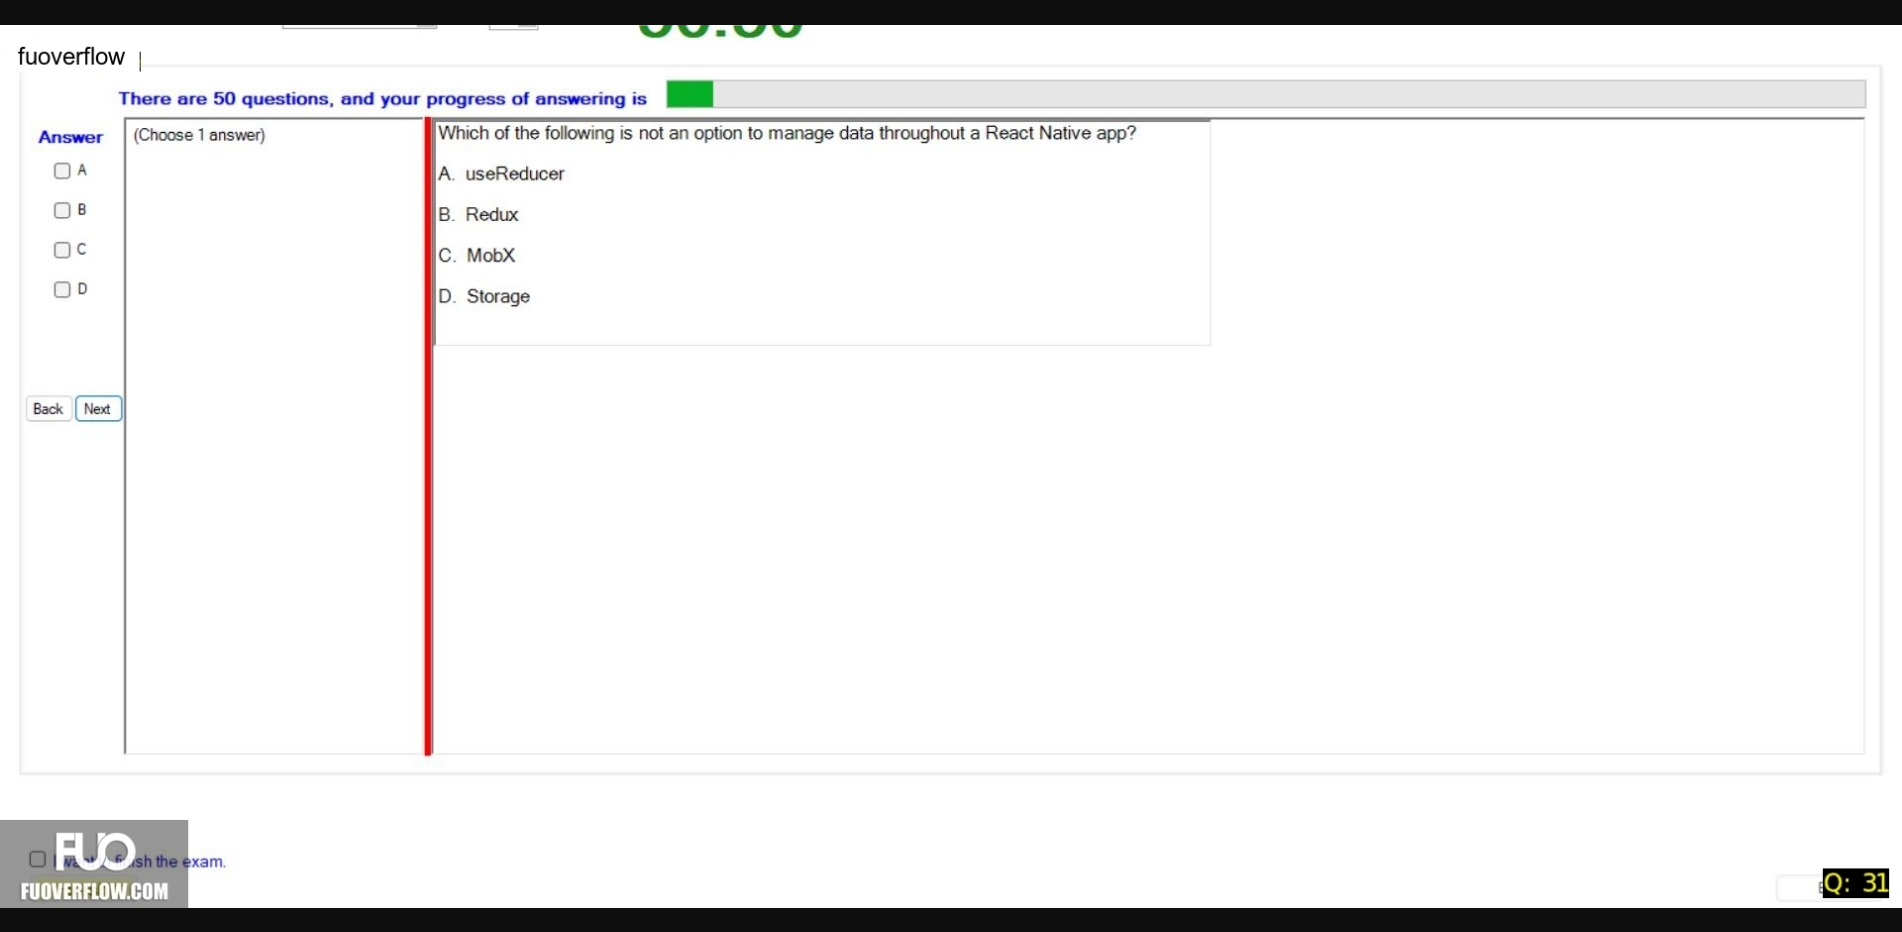 fuoverflow
There are 50 questions, and your progress of answering is
Answer
(Choose 1 answer)
Which of the following is not an option to manage data throughout a React Native app?
A
A. useReducer
B
B. Redux
C
C. MobX
D
D. Storage
Back Next
FUO
finish the exam.
FUOVERFLOW.COM
Q: 31